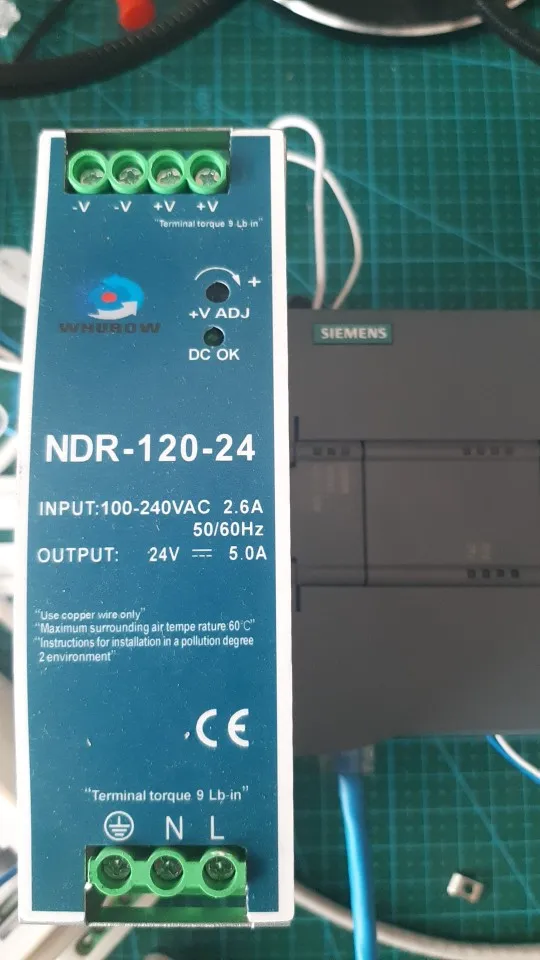 -V -V +V +V
"Terminal torque 9 Lb-in"
+
+V ADJ
WHUBOW
DC OK
SIEMENS
NDR-120-24
INPUT:100-240VAC 2.6A
50/60Hz
OUTPUT: 24V ⎓ 5.0A
"Use copper wire only"
"Maximum surrounding air tempe rature 60°C"
"Instructions for installation in a pollution degree
2 environment"
CE
"Terminal torque 9 Lb-in"
N L